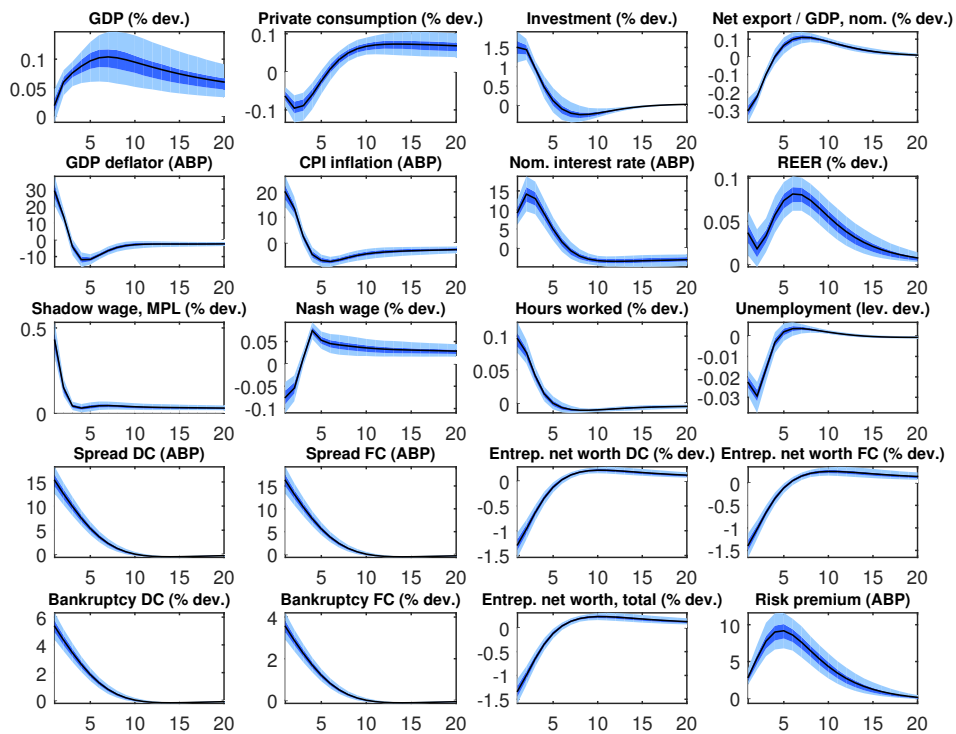 GDP (% dev.)
0.1
0.05
0
5 10 15 20
Private consumption (% dev.)
0.1
0
-0.1
5 10 15 20
Investment (% dev.)
1.5
1
0.5
0
5 10 15 20
Net export / GDP, nom. (% dev.)
0.1
0
-0.1
-0.2
-0.3
5 10 15 20
GDP deflator (ABP)
30
20
10
0
-10
5 10 15 20
CPI inflation (ABP)
20
10
0
5 10 15 20
Nom. interest rate (ABP)
15
10
5
0
5 10 15 20
REER (% dev.)
0.1
0.05
0
5 10 15 20
Shadow wage, MPL (% dev.)
0.5
0
5 10 15 20
Nash wage (% dev.)
0.05
0
-0.05
-0.1
5 10 15 20
Hours worked (% dev.)
0.1
0.05
0
5 10 15 20
Unemployment (lev. dev.)
0
-0.01
-0.02
-0.03
5 10 15 20
Spread DC (ABP)
15
10
5
0
5 10 15 20
Spread FC (ABP)
15
10
5
0
5 10 15 20
Entrep. net worth DC (% dev.)
0
-0.5
-1
-1.5
5 10 15 20
Entrep. net worth FC (% dev.)
0
-0.5
-1
-1.5
5 10 15 20
Bankruptcy DC (% dev.)
6
4
2
0
5 10 15 20
Bankruptcy FC (% dev.)
4
2
0
5 10 15 20
Entrep. net worth, total (% dev.)
0
-0.5
-1
-1.5
5 10 15 20
Risk premium (ABP)
10
5
0
5 10 15 20